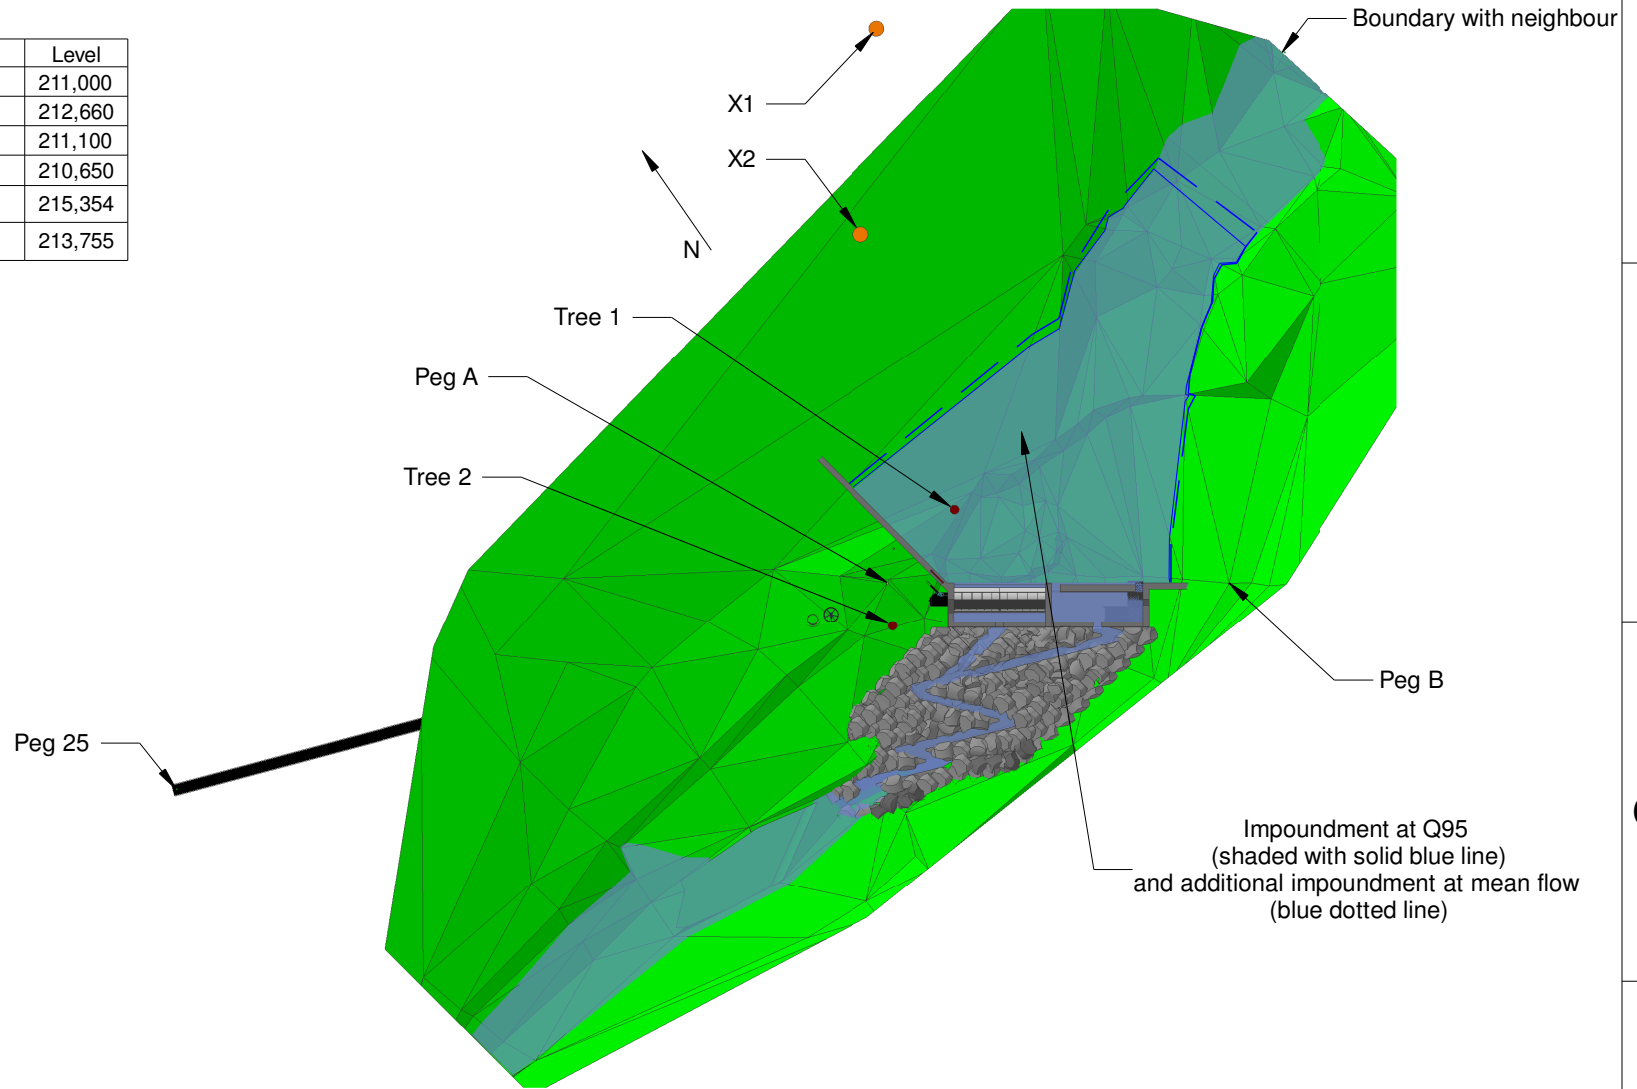 Level
211,000
212,660
211,100
210,650
215,354
213,755
Boundary with neighbour
X1
X2
N
Tree 1
Peg A
Tree 2
Peg B
Peg 25
Impoundment at Q95
(shaded with solid blue line)
and additional impoundment at mean flow
(blue dotted line)